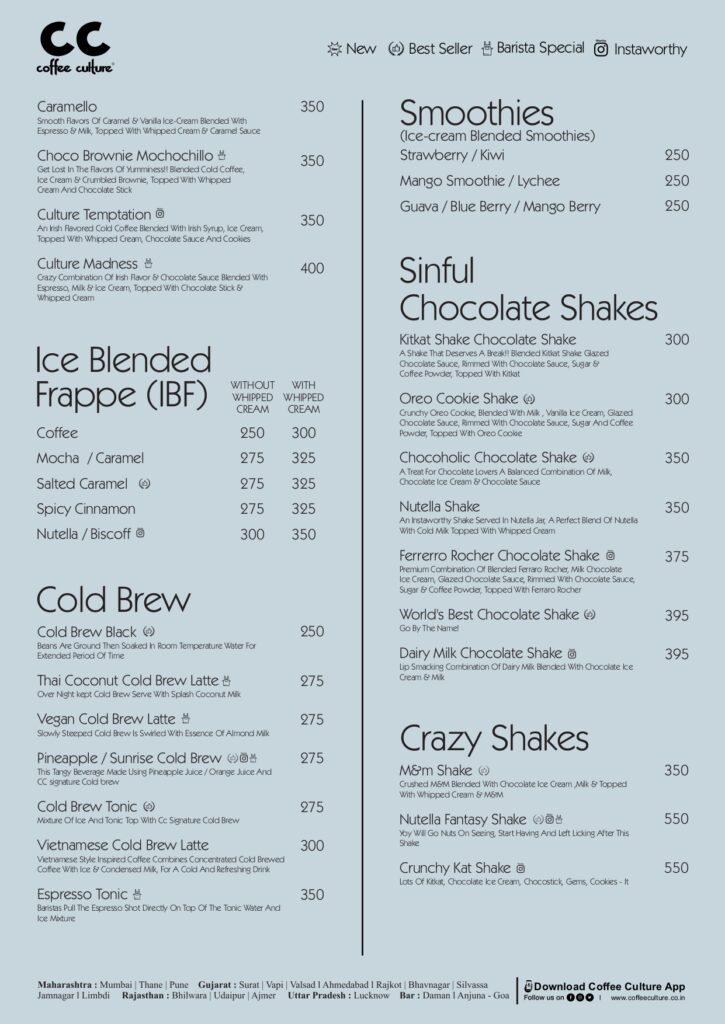 CC
coffee culture
New Best Seller Barista Special Instaworthy
Caramello 350
Smooth Flavors Of Caramel & Vanilla Ice-Cream Blended With
Espresso & Milk, Topped With Whipped Cream & Caramel Sauce
Choco Brownie Mochochillo 350
Get Lost In The Flavors Of Yumminess!! Blended Cold Coffee,
Ice Cream & Crumbled Brownie, Topped With Whipped
Cream And Chocolate Stick
Culture Temptation 350
An Irish Flavored Cold Coffee Blended With Irish Syrup, Ice Cream,
Topped With Whipped Cream, Chocolate Sauce And Cookies
Culture Madness 400
Crazy Combination Of Irish Flavor & Chocolate Sauce Blended With
Espresso, Milk & Ice Cream, Topped With Chocolate Stick &
Whipped Cream
Ice Blended
Frappe (IBF)
WITHOUT WHIPPED CREAM
WITH WHIPPED CREAM
Coffee 250 300
Mocha / Caramel 275 325
Salted Caramel 275 325
Spicy Cinnamon 275 325
Nutella / Biscoff 300 350
Cold Brew
Cold Brew Black 250
Beans Are Ground Then Soaked In Room Temperature Water For
Extended Period Of Time
Thai Coconut Cold Brew Latte 275
Over Night kept Cold Brew Serve With Splash Coconut Milk
Vegan Cold Brew Latte 275
Slowly Steeped Cold Brew Is Swirled With Essence Of Almond Milk
Pineapple / Sunrise Cold Brew 275
This Tangy Beverage Made Using Pineapple Juice / Orange Juice And
CC signature Cold brew
Cold Brew Tonic 275
Mixture Of Ice And Tonic Top With Cc Signature Cold Brew
Vietnamese Cold Brew Latte 300
Vietnamese Style Inspired Coffee Combines Concentrated Cold Brewed
Coffee With Ice & Condensed Milk, For A Cold And Refreshing Drink
Espresso Tonic 350
Baristas Pull The Espresso Shot Directly On Top Of The Tonic Water And
Ice Mixture
Smoothies
(Ice-cream Blended Smoothies)
Strawberry / Kiwi 250
Mango Smoothie / Lychee 250
Guava / Blue Berry / Mango Berry 250
Sinful
Chocolate Shakes
Kitkat Shake Chocolate Shake 300
A Shake That Deserves A Break!! Blended Kitkat Shake Glazed
Chocolate Sauce, Rimmed With Chocolate Sauce, Sugar &
Coffee Powder, Topped With Kitkat
Oreo Cookie Shake 300
Crunchy Oreo Cookie, Blended With Milk , Vanilla Ice Cream, Glazed
Chocolate Sauce, Rimmed With Chocolate Sauce, Sugar And Coffee
Powder, Topped With Oreo Cookie
Chocoholic Chocolate Shake 350
A Treat For Chocolate Lovers A Balanced Combination Of Milk,
Chocolate Ice Cream & Chocolate Sauce
Nutella Shake 350
An Instaworthy Shake Served In Nutella Jar, A Perfect Blend Of Nutella
With Cold Milk Topped With Whipped Cream
Ferrerro Rocher Chocolate Shake 375
Premium Combination Of Blended Ferraro Rocher, Milk Chocolate
Ice Cream, Glazed Chocolate Sauce, Rimmed With Chocolate Sauce,
Sugar & Coffee Powder, Topped With Ferraro Rocher
World's Best Chocolate Shake 395
Go By The Name!
Dairy Milk Chocolate Shake 395
Lip Smacking Combination Of Dairy Milk Blended With Chocolate Ice
Cream & Milk
Crazy Shakes
M&m Shake 350
Crushed M&M Blended With Chocolate Ice Cream ,Milk & Topped
With Whipped Cream & M&M
Nutella Fantasy Shake 550
Yoy Will Go Nuts On Seeing, Start Having And Left Licking After This
Shake
Crunchy Kat Shake 550
Lots Of Kitkat, Chocolate Ice Cream, Chocostick, Gems, Cookies - It
Maharashtra : Mumbai | Thane | Pune Gujarat : Surat | Vapi | Valsad l Ahmedabad l Rajkot | Bhavnagar | Silvassa
Jamnagar l Limbdi Rajasthan : Bhilwara | Udaipur | Ajmer Uttar Pradesh : Lucknow Bar : Daman l Anjuna - Goa
Download Coffee Culture App
Follow us on | www.coffeeculture.co.in